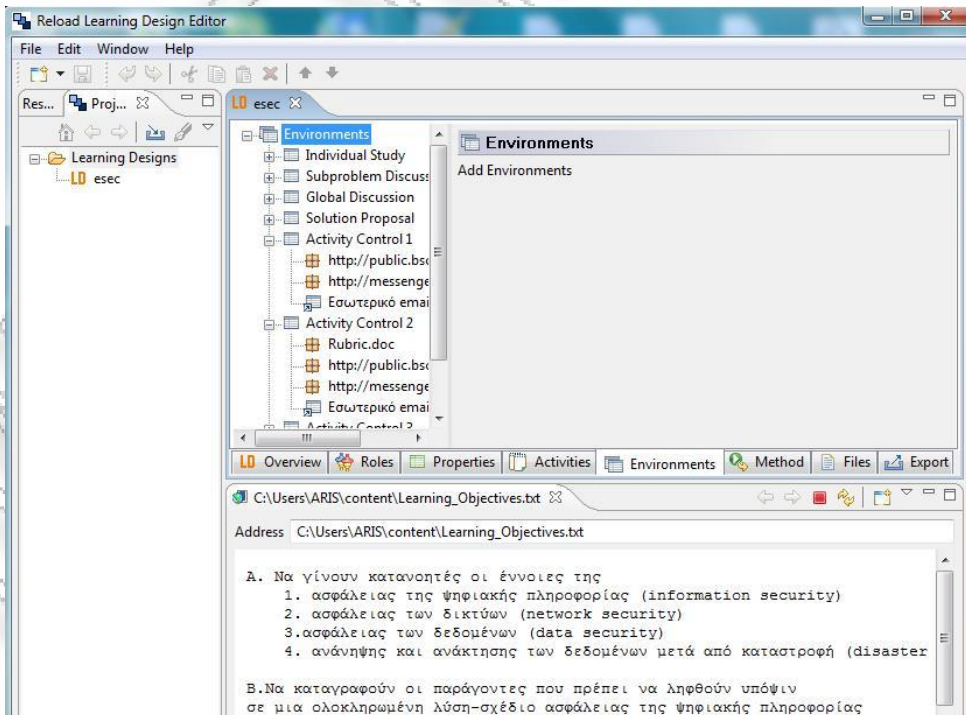 Reload Learning Design Editor
File Edit Window Help
Res... Proj...
Learning Designs
LD esec
LD esec
Environments
Individual Study
Subproblem Discuss
Global Discussion
Solution Proposal
Activity Control 1
http://public.bsc
http://messenge
Εσωτερικό emai
Activity Control 2
Rubric.doc
http://public.bsc
http://messenge
Εσωτερικό emai
Activity Control 3
Environments
Add Environments
LD Overview Roles Properties Activities Environments Method Files Export
C:\Users\ARIS\content\Learning_Objectives.txt
Address C:\Users\ARIS\content\Learning_Objectives.txt
Α. Να γίνουν κατανοητές οι έννοιες της
1. ασφάλειας της ψηφιακής πληροφορίας (information security)
2. ασφάλειας των δικτύων (network security)
3.ασφάλειας των δεδομένων (data security)
4. ανάνηψης και ανάκτησης των δεδομένων μετά από καταστροφή (disaster
Β.Να καταγραφούν οι παράγοντες που πρέπει να ληφθούν υπόψιν
σε μια ολοκληρωμένη λύση-σχέδιο ασφάλειας της ψηφιακής πληροφορίας